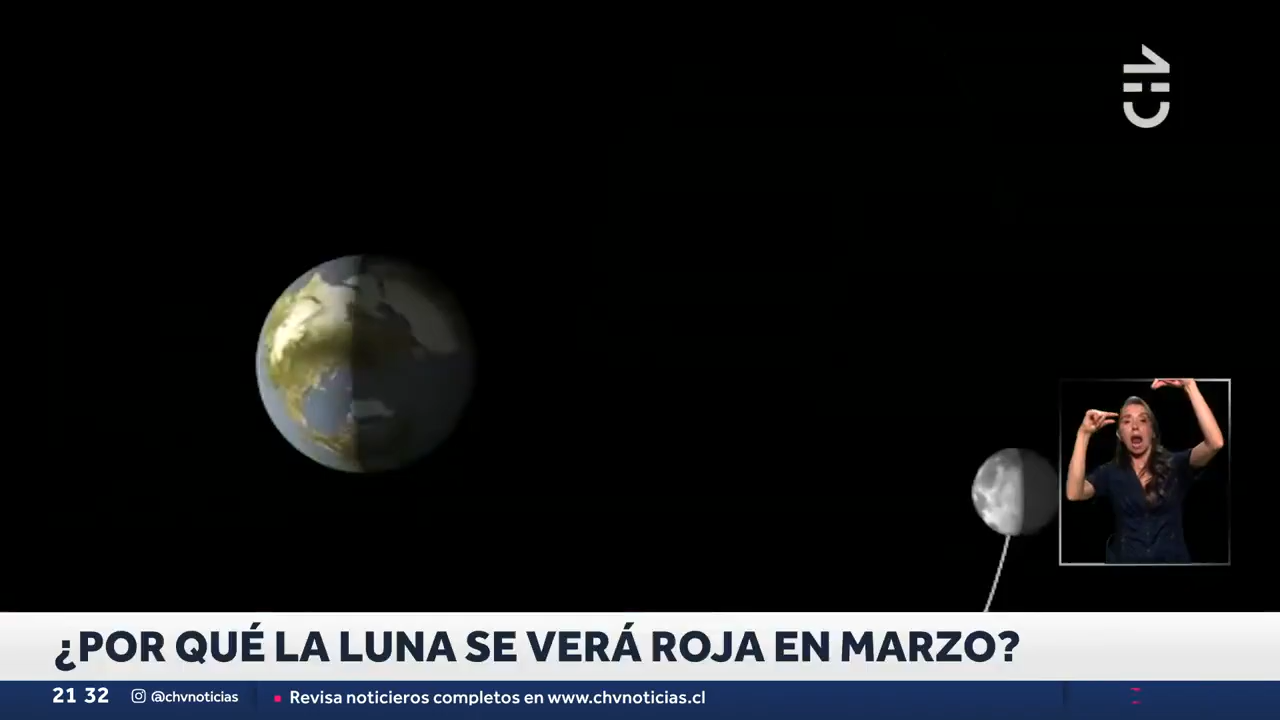 CHV
¿POR QUÉ LA LUNA SE VERÁ ROJA EN MARZO?
21 32 @chvnoticias Revisa noticieros completos en www.chvnoticias.cl